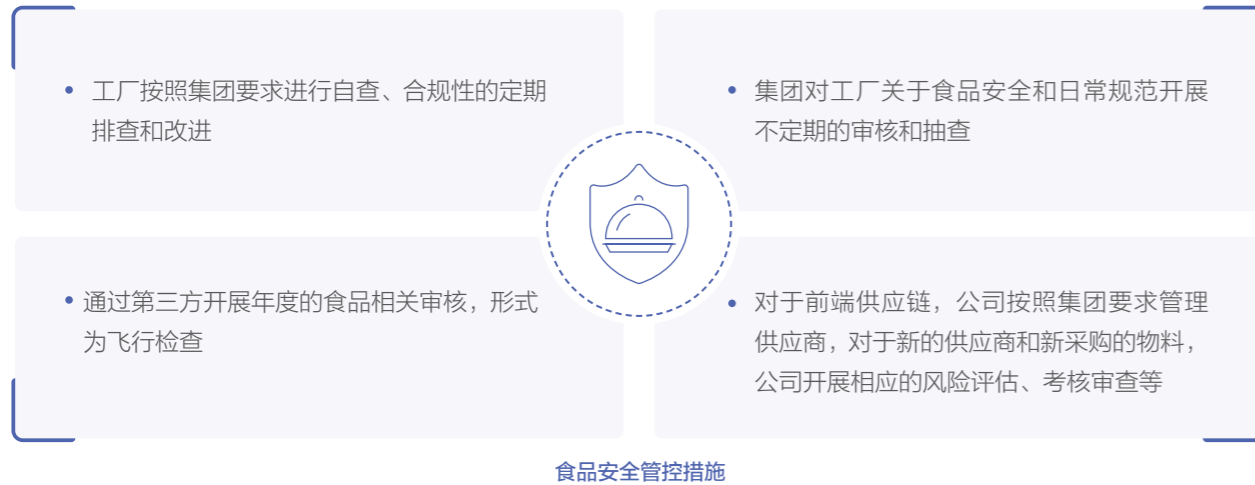 • 工厂按照集团要求进行自查、合规性的定期
排查和改进
• 集团对工厂关于食品安全和日常规范开展
不定期的审核和抽查
• 通过第三方开展年度的食品相关审核，形式
为飞行检查
• 对于前端供应链，公司按照集团要求管理
供应商，对于新的供应商和新采购的物料，
公司开展相应的风险评估、考核审查等
食品安全管控措施